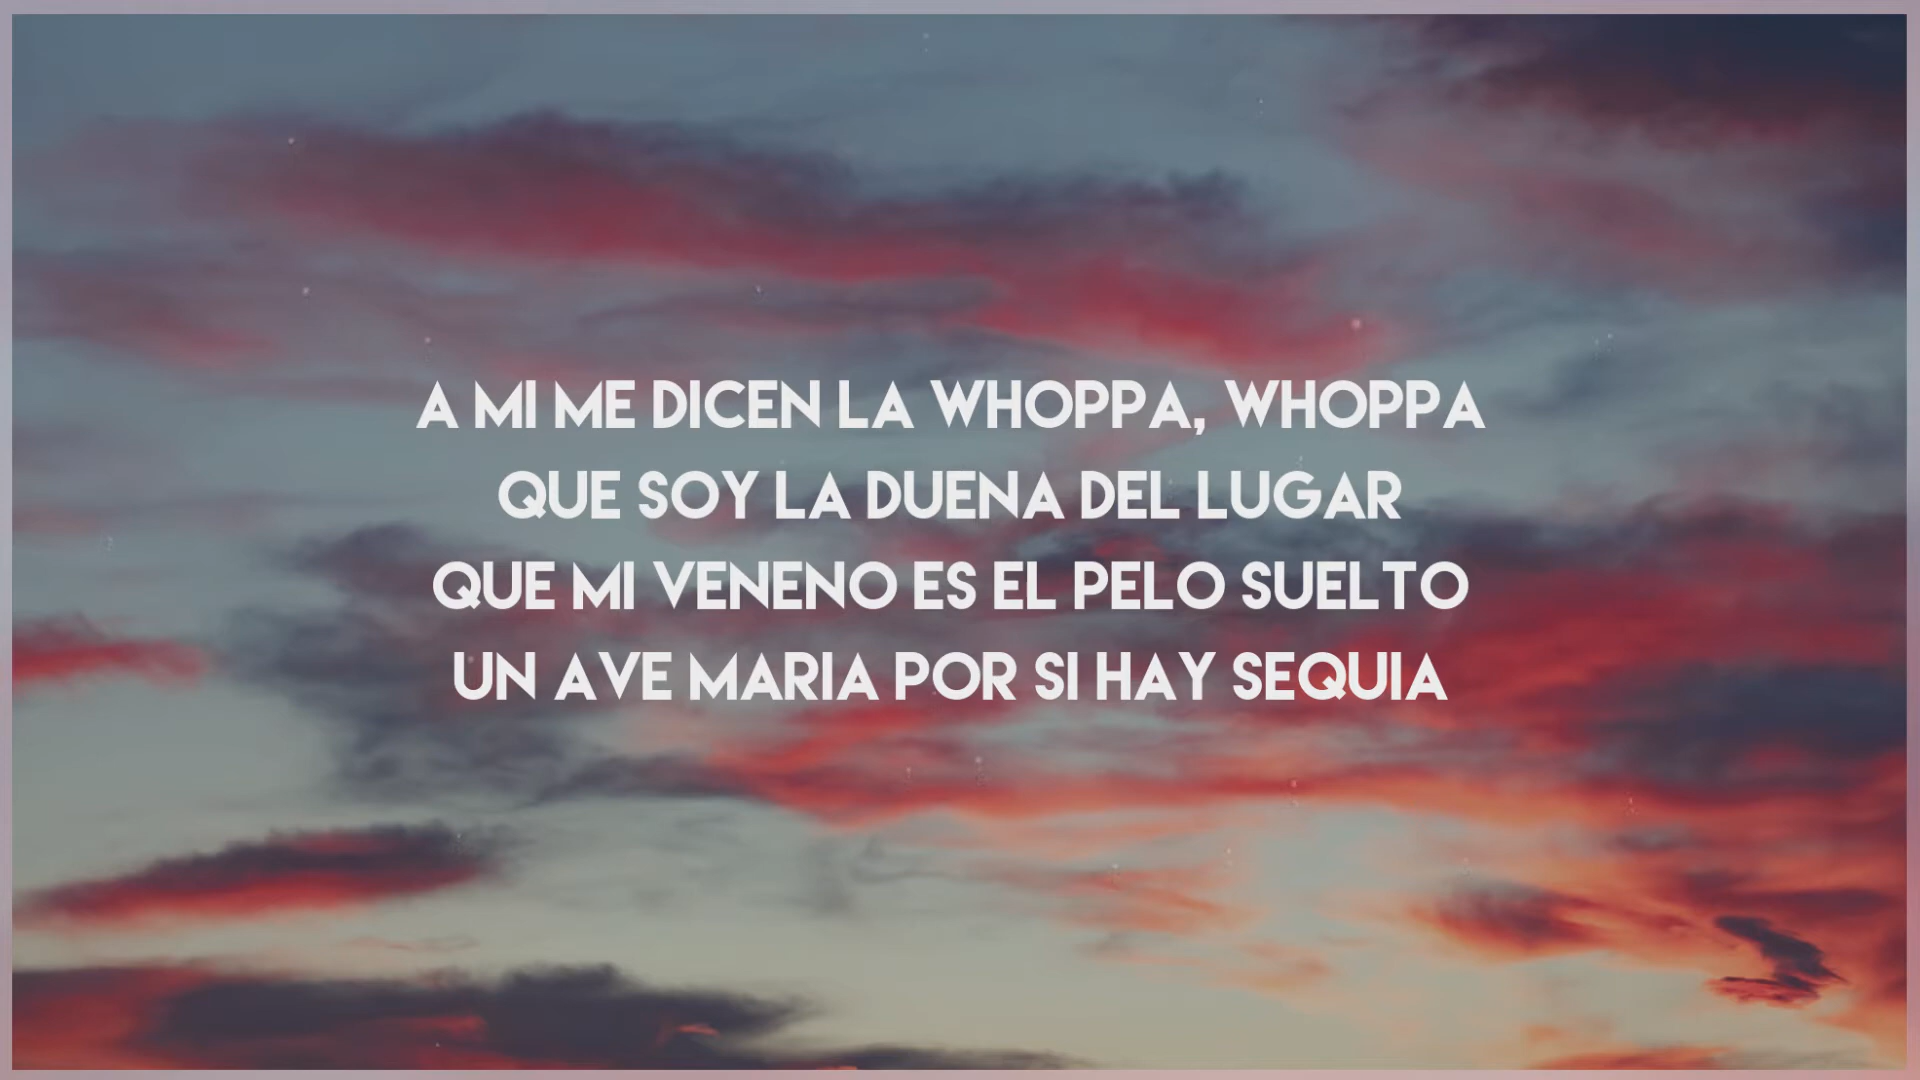 A MI ME DICEN LA WHOPPA, WHOPPA
QUE SOY LA DUENA DEL LUGAR
QUE MI VENENO ES EL PELO SUELTO
UN AVE MARIA POR SI HAY SEQUIA